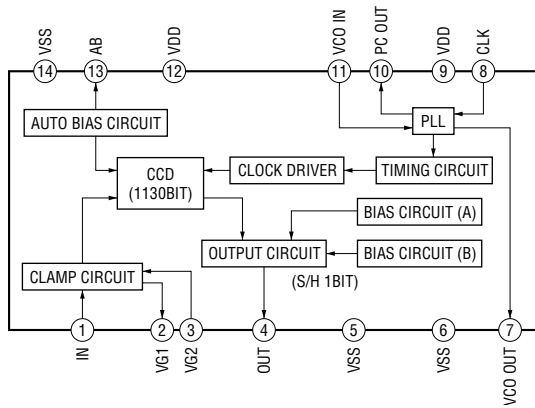 VSS
AB
VDD
VCO IN
PC OUT
VDD
CLK
14
13
12
11
10
9
8
AUTO BIAS CIRCUIT
PLL
CCD
(1130BIT)
CLOCK DRIVER
TIMING CIRCUIT
BIAS CIRCUIT (A)
OUTPUT CIRCUIT
BIAS CIRCUIT (B)
(S/H 1BIT)
CLAMP CIRCUIT
1
2
3
4
5
6
7
IN
VG1
VG2
OUT
VSS
VSS
VCO OUT